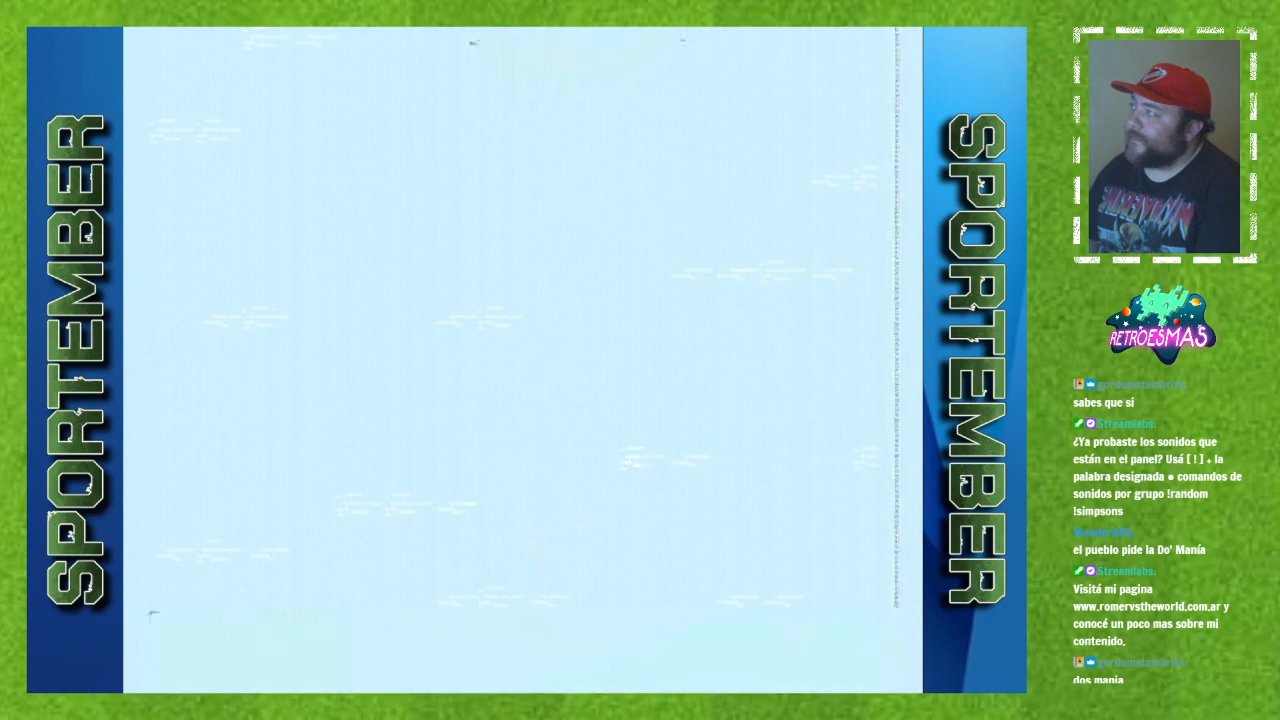 SPORTEMBER
SPORTEMBER
RETROESMAS
sabes que si
Streamlabs:
¿Ya probaste los sonidos que
están en el panel? Usá [ ! ] + la
palabra designada ● comandos de
sonidos por grupo !random
!simpsons
el pueblo pide la Do' Manía
Streamlabs:
Visitá mi pagina
www.romervstheworld.com.ar y
conocé un poco mas sobre mi
contenido.
dos mania